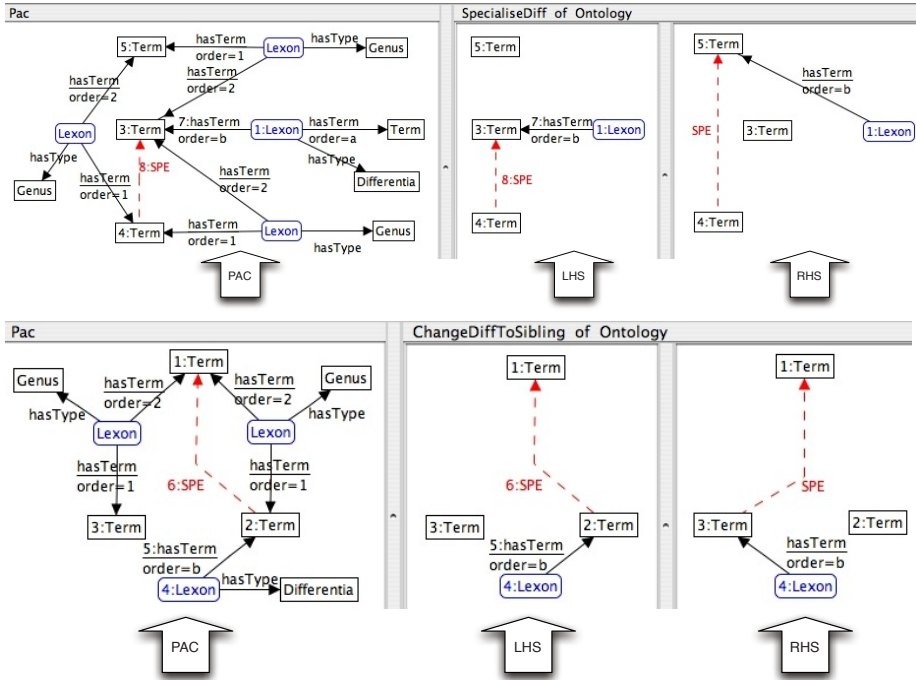 Pac
SpecialiseDiff of Ontology
5:Term
hasTerm
order=1
Lexon
hasType
Genus
hasTerm
order=2
hasTerm
order=2
Lexon
3:Term
7:hasTerm
order=b
1:Lexon
hasTerm
order=a
Term
hasType
Genus
hasTerm
order=1
8:SPE
hasTerm
order=2
hasType
Differentia
4:Term
hasTerm
order=1
Lexon
hasType
Genus
PAC
5:Term
3:Term
7:hasTerm
order=b
1:Lexon
8:SPE
4:Term
LHS
5:Term
hasTerm
order=b
SPE
3:Term
1:Lexon
4:Term
RHS
Pac
ChangeDiffToSibling of Ontology
1:Term
Genus
hasTerm
order=2
hasTerm
order=2
Genus
hasType
hasType
Lexon
Lexon
hasTerm
order=1
6:SPE
hasTerm
order=1
3:Term
2:Term
5:hasTerm
order=b
hasType
4:Lexon
Differentia
PAC
1:Term
6:SPE
3:Term
2:Term
5:hasTerm
order=b
4:Lexon
LHS
1:Term
SPE
3:Term
2:Term
hasTerm
order=b
4:Lexon
RHS